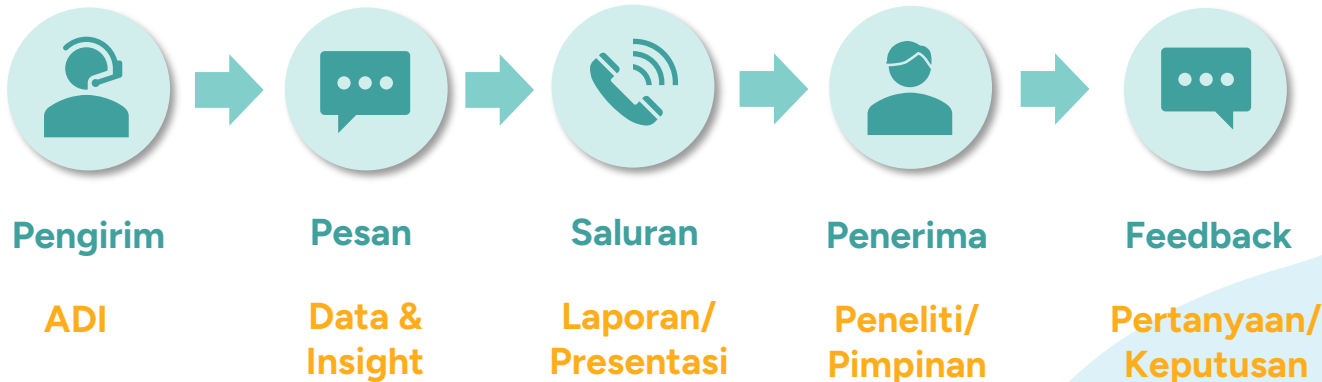 Pengirim
Pesan
Saluran
Penerima
Feedback
ADI
Data &
Insight
Laporan/
Presentasi
Peneliti/
Pimpinan
Pertanyaan/
Keputusan